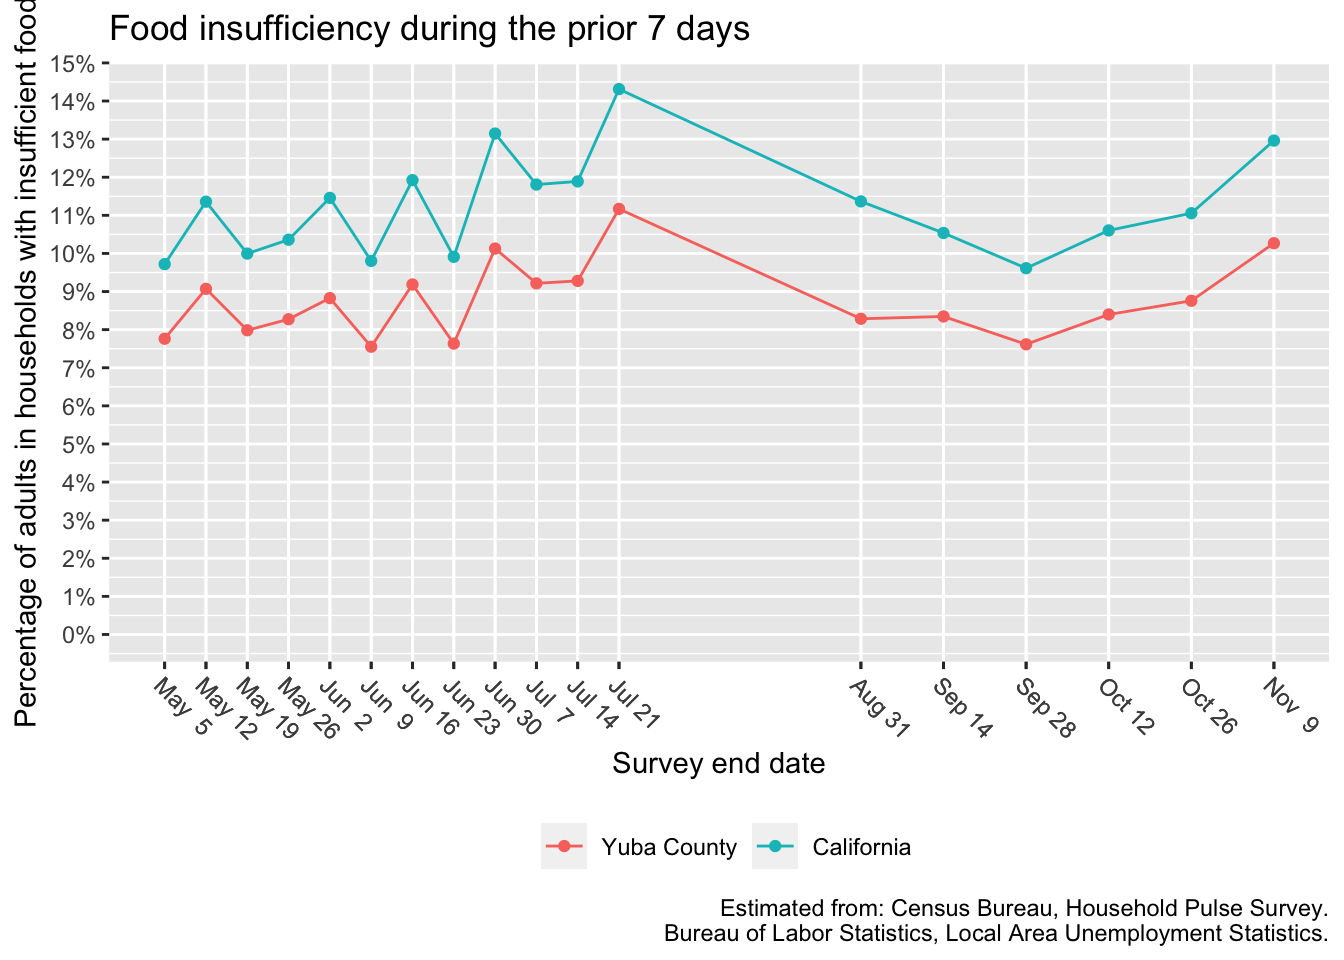 Food insufficiency during the prior 7 days
Percentage of adults in households with insufficient food
15%
14%
13%
12%
11%
10%
9%
8%
7%
6%
5%
4%
3%
2%
1%
0%
May  5
May 12
May 19
May 26
Jun  2
Jun  9
Jun 16
Jun 23
Jun 30
Jul  7
Jul 14
Jul 21
Aug 31
Sep 14
Sep 28
Oct 12
Oct 26
Nov  9
Survey end date
Yuba County
California
Estimated from: Census Bureau, Household Pulse Survey.
Bureau of Labor Statistics, Local Area Unemployment Statistics.